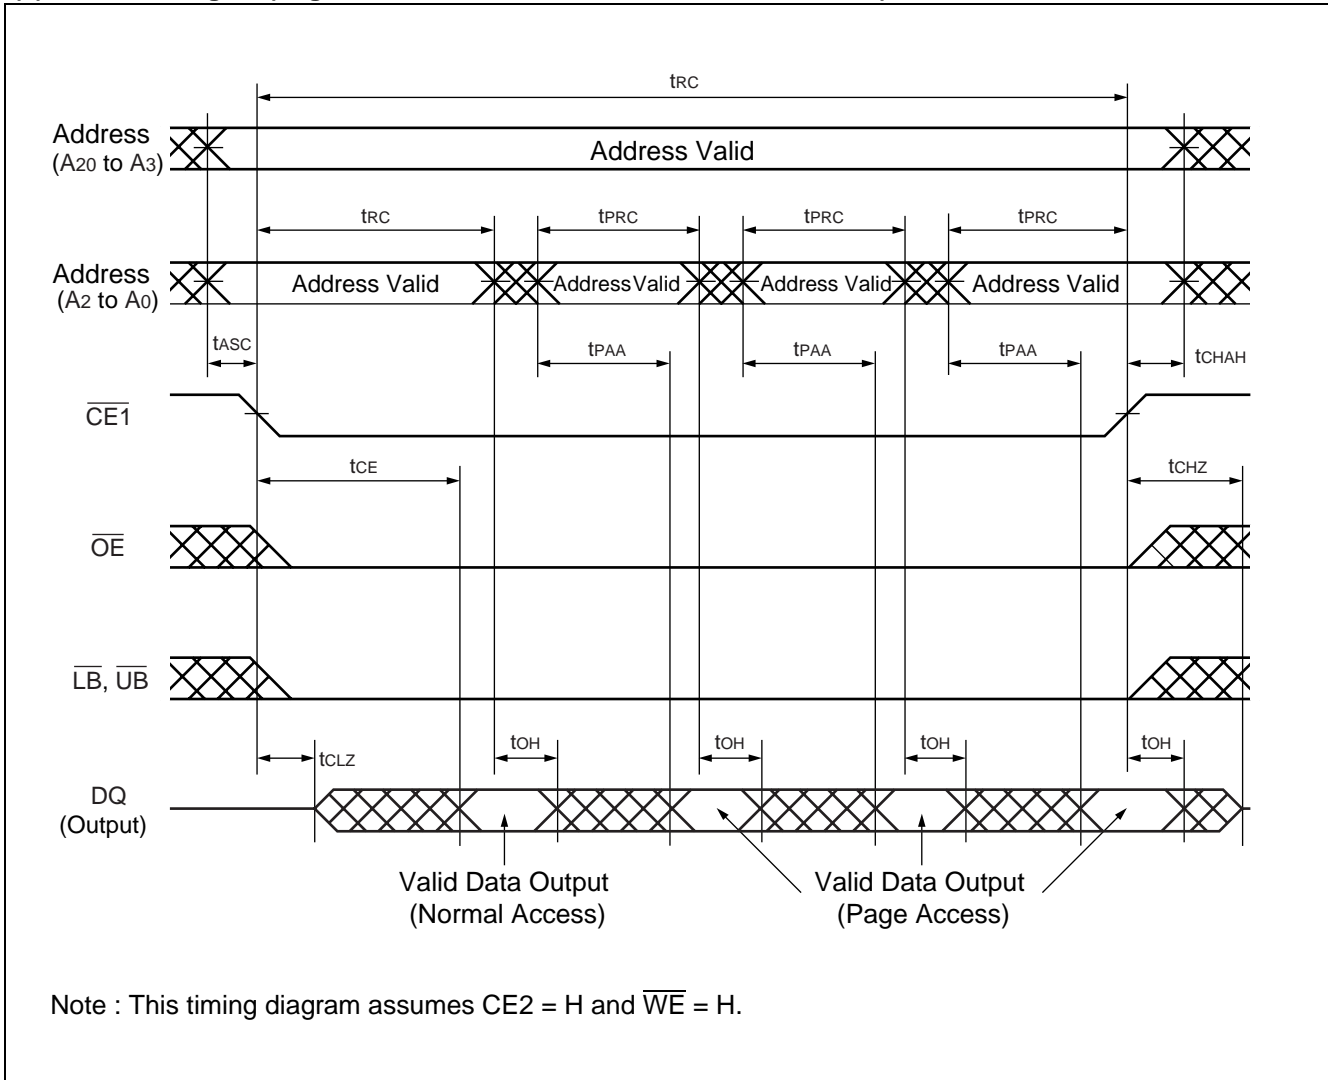 tRC
Address
(A20 to A3)
Address Valid
tRC
tPRC
tPRC
tPRC
Address
(A2 to A0)
Address Valid
Address Valid
Address Valid
Address Valid
tASC
tPAA
tPAA
tPAA
tCHAH
CE1
tCE
tCHZ
OE
LB, UB
tCLZ
tOH
tOH
tOH
tOH
DQ
(Output)
Valid Data Output
(Normal Access)
Valid Data Output
(Page Access)
Note : This timing diagram assumes CE2 = H and WE = H.